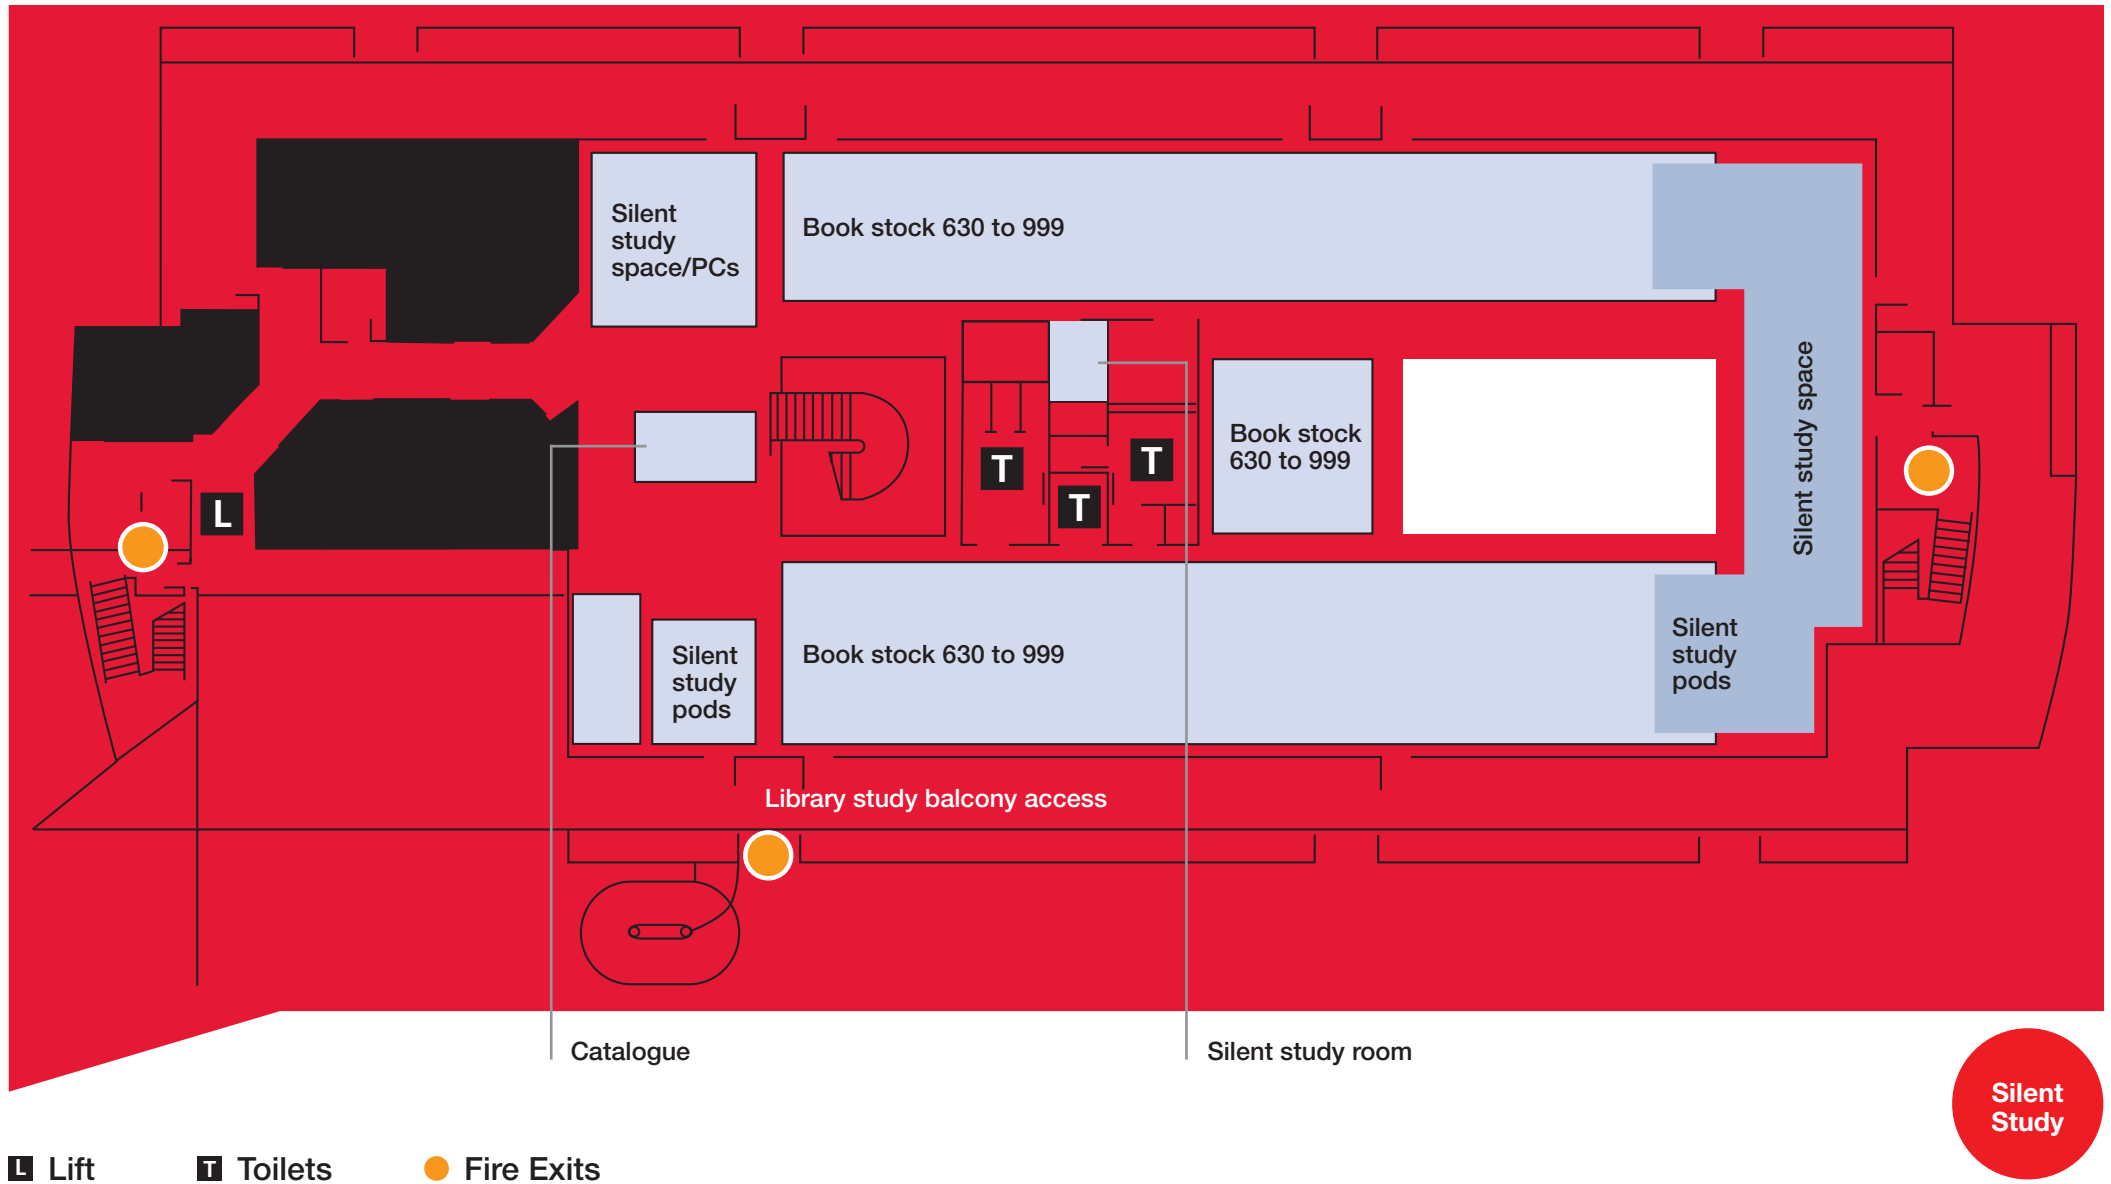 Silent
study
space/PCs
Book stock 630 to 999
Silent study space
Book stock
630 to 999
T
T
T
L
Silent
study
pods
Book stock 630 to 999
Silent
study
pods
Library study balcony access
Catalogue
Silent study room
Silent
Study
L Lift
T Toilets
Fire Exits